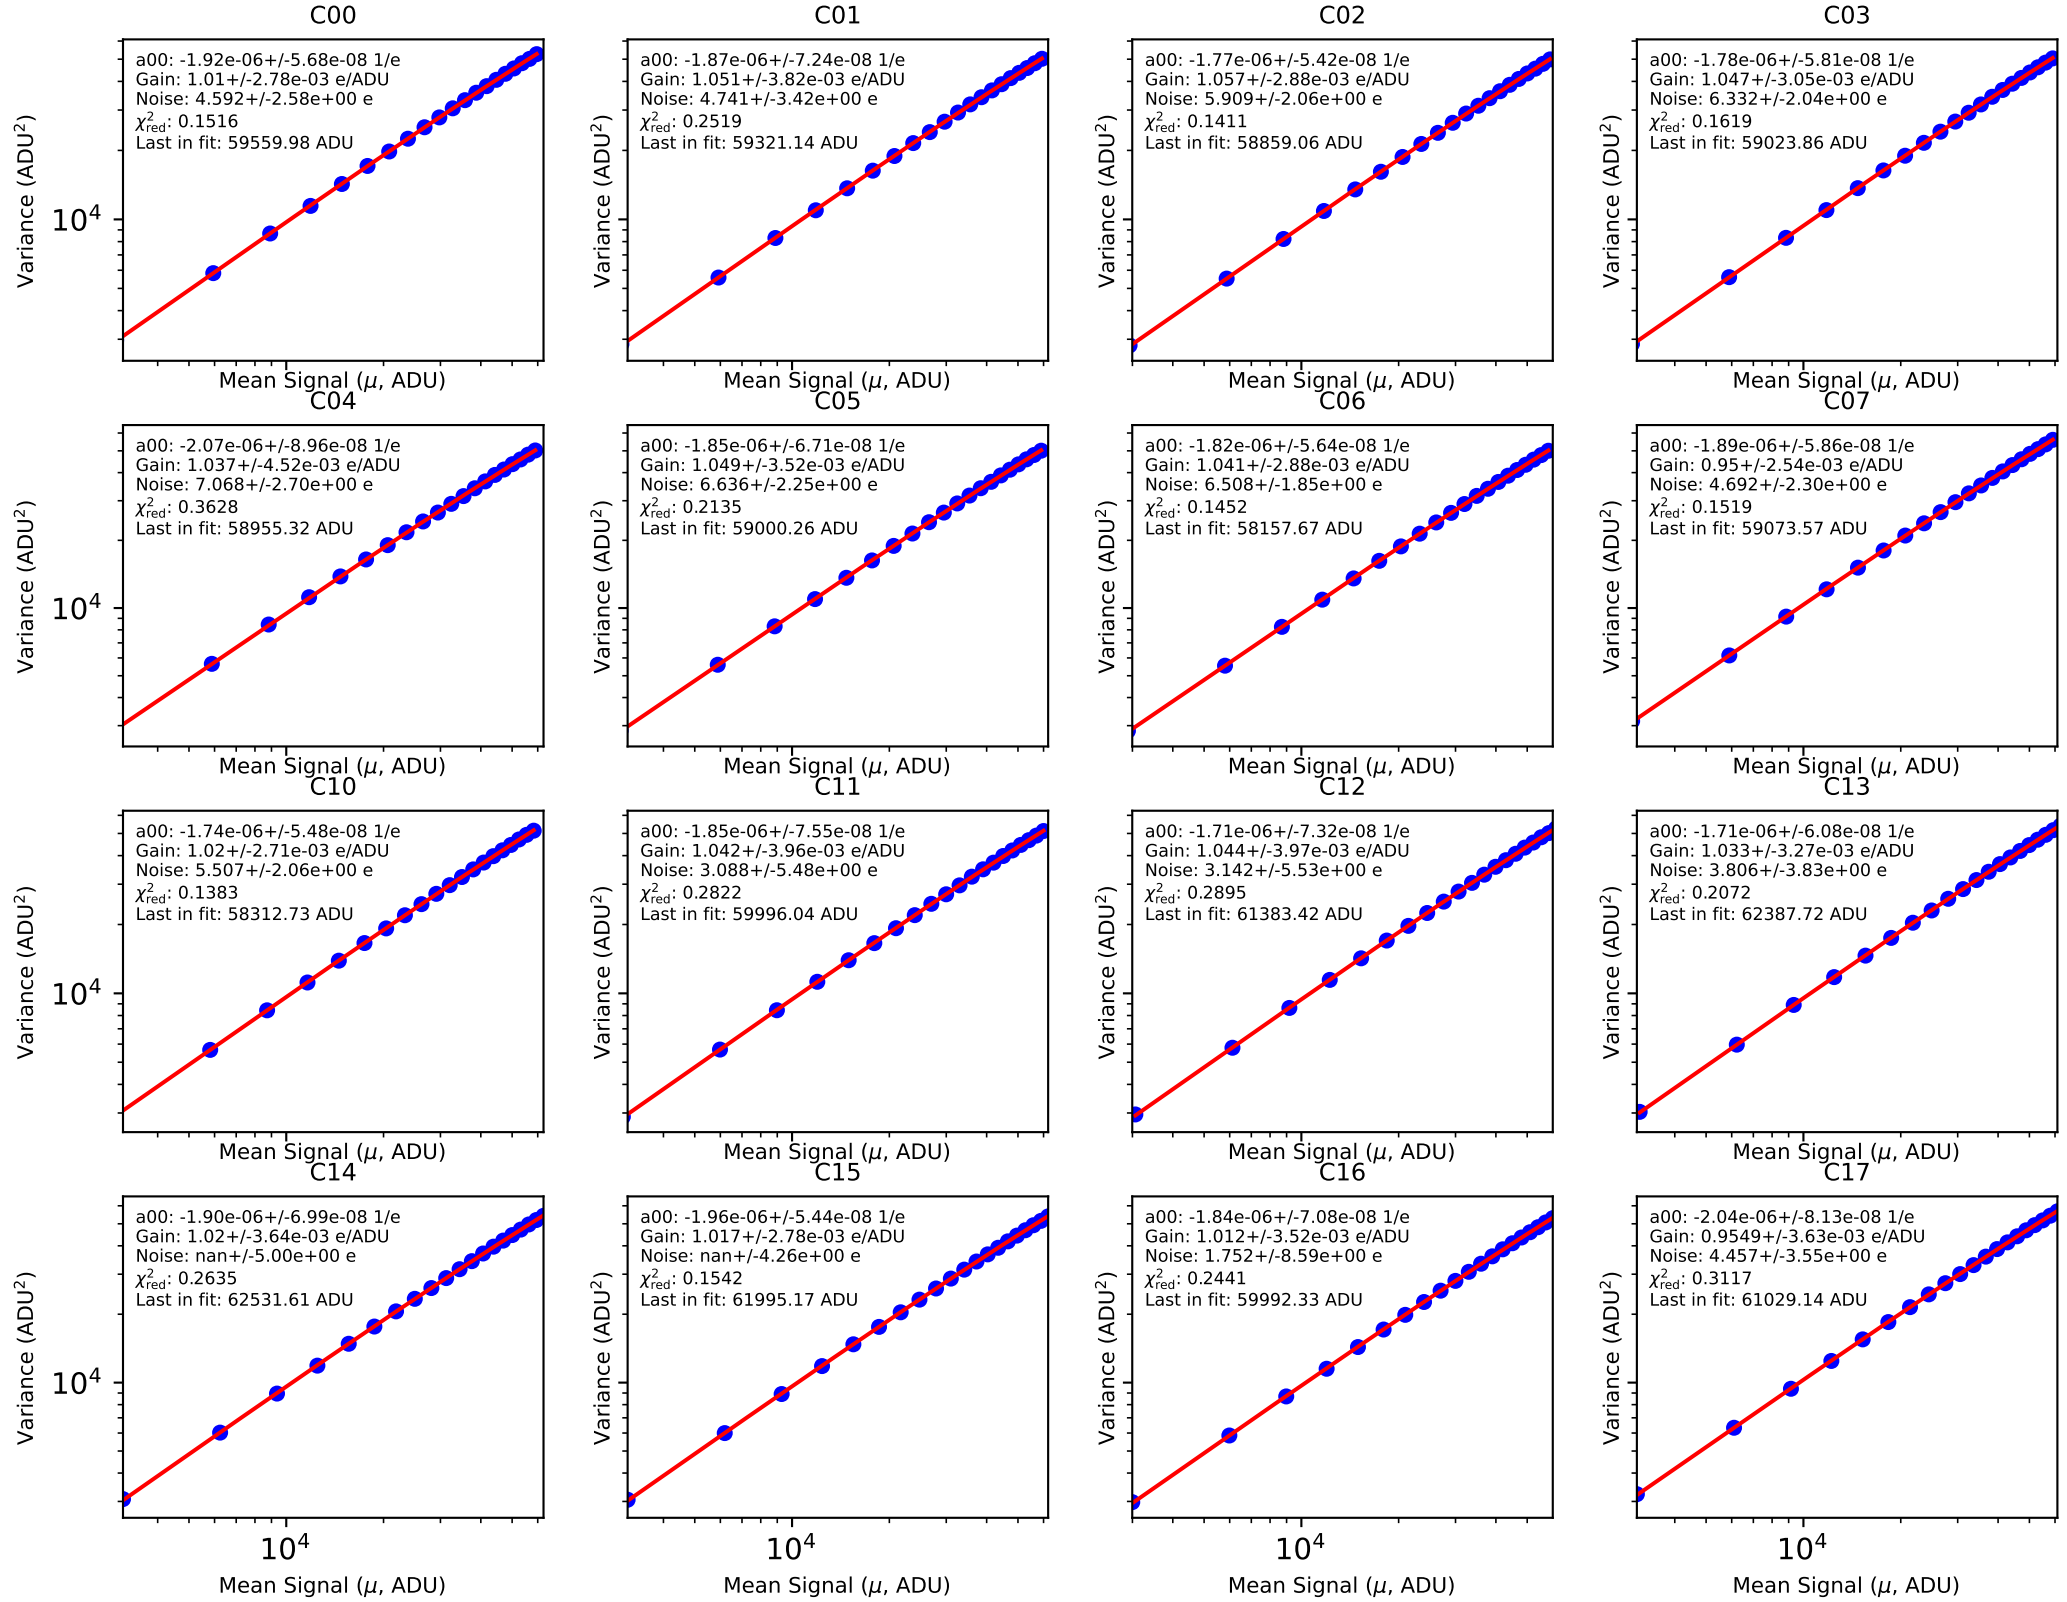 C00
a00: -1.92e-06+/-5.68e-08 1/e
Gain: 1.01+/-2.78e-03 e/ADU
Noise: 4.592+/-2.58e+00 e
χ²red: 0.1516
Last in fit: 59559.98 ADU
Variance (ADU²)
10⁴
Mean Signal (μ, ADU)
C01
a00: -1.87e-06+/-7.24e-08 1/e
Gain: 1.051+/-3.82e-03 e/ADU
Noise: 4.741+/-3.42e+00 e
χ²red: 0.2519
Last in fit: 59321.14 ADU
Variance (ADU²)
Mean Signal (μ, ADU)
C02
a00: -1.77e-06+/-5.42e-08 1/e
Gain: 1.057+/-2.88e-03 e/ADU
Noise: 5.909+/-2.06e+00 e
χ²red: 0.1411
Last in fit: 58859.06 ADU
Variance (ADU²)
Mean Signal (μ, ADU)
C03
a00: -1.78e-06+/-5.81e-08 1/e
Gain: 1.047+/-3.05e-03 e/ADU
Noise: 6.332+/-2.04e+00 e
χ²red: 0.1619
Last in fit: 59023.86 ADU
Variance (ADU²)
Mean Signal (μ, ADU)
C04
a00: -2.07e-06+/-8.96e-08 1/e
Gain: 1.037+/-4.52e-03 e/ADU
Noise: 7.068+/-2.70e+00 e
χ²red: 0.3628
Last in fit: 58955.32 ADU
Variance (ADU²)
10⁴
Mean Signal (μ, ADU)
C05
a00: -1.85e-06+/-6.71e-08 1/e
Gain: 1.049+/-3.52e-03 e/ADU
Noise: 6.636+/-2.25e+00 e
χ²red: 0.2135
Last in fit: 59000.26 ADU
Variance (ADU²)
Mean Signal (μ, ADU)
C06
a00: -1.82e-06+/-5.64e-08 1/e
Gain: 1.041+/-2.88e-03 e/ADU
Noise: 6.508+/-1.85e+00 e
χ²red: 0.1452
Last in fit: 58157.67 ADU
Variance (ADU²)
Mean Signal (μ, ADU)
C07
a00: -1.89e-06+/-5.86e-08 1/e
Gain: 0.95+/-2.54e-03 e/ADU
Noise: 4.692+/-2.30e+00 e
χ²red: 0.1519
Last in fit: 59073.57 ADU
Variance (ADU²)
Mean Signal (μ, ADU)
C10
a00: -1.74e-06+/-5.48e-08 1/e
Gain: 1.02+/-2.71e-03 e/ADU
Noise: 5.507+/-2.06e+00 e
χ²red: 0.1383
Last in fit: 58312.73 ADU
Variance (ADU²)
10⁴
Mean Signal (μ, ADU)
C11
a00: -1.85e-06+/-7.55e-08 1/e
Gain: 1.042+/-3.96e-03 e/ADU
Noise: 3.088+/-5.48e+00 e
χ²red: 0.2822
Last in fit: 59996.04 ADU
Variance (ADU²)
Mean Signal (μ, ADU)
C12
a00: -1.71e-06+/-7.32e-08 1/e
Gain: 1.044+/-3.97e-03 e/ADU
Noise: 3.142+/-5.53e+00 e
χ²red: 0.2895
Last in fit: 61383.42 ADU
Variance (ADU²)
Mean Signal (μ, ADU)
C13
a00: -1.71e-06+/-6.08e-08 1/e
Gain: 1.033+/-3.27e-03 e/ADU
Noise: 3.806+/-3.83e+00 e
χ²red: 0.2072
Last in fit: 62387.72 ADU
Variance (ADU²)
Mean Signal (μ, ADU)
C14
a00: -1.90e-06+/-6.99e-08 1/e
Gain: 1.02+/-3.64e-03 e/ADU
Noise: nan+/-5.00e+00 e
χ²red: 0.2635
Last in fit: 62531.61 ADU
Variance (ADU²)
10⁴
10⁴
Mean Signal (μ, ADU)
C15
a00: -1.96e-06+/-5.44e-08 1/e
Gain: 1.017+/-2.78e-03 e/ADU
Noise: nan+/-4.26e+00 e
χ²red: 0.1542
Last in fit: 61995.17 ADU
Variance (ADU²)
10⁴
Mean Signal (μ, ADU)
C16
a00: -1.84e-06+/-7.08e-08 1/e
Gain: 1.012+/-3.52e-03 e/ADU
Noise: 1.752+/-8.59e+00 e
χ²red: 0.2441
Last in fit: 59992.33 ADU
Variance (ADU²)
10⁴
Mean Signal (μ, ADU)
C17
a00: -2.04e-06+/-8.13e-08 1/e
Gain: 0.9549+/-3.63e-03 e/ADU
Noise: 4.457+/-3.55e+00 e
χ²red: 0.3117
Last in fit: 61029.14 ADU
Variance (ADU²)
10⁴
Mean Signal (μ, ADU)